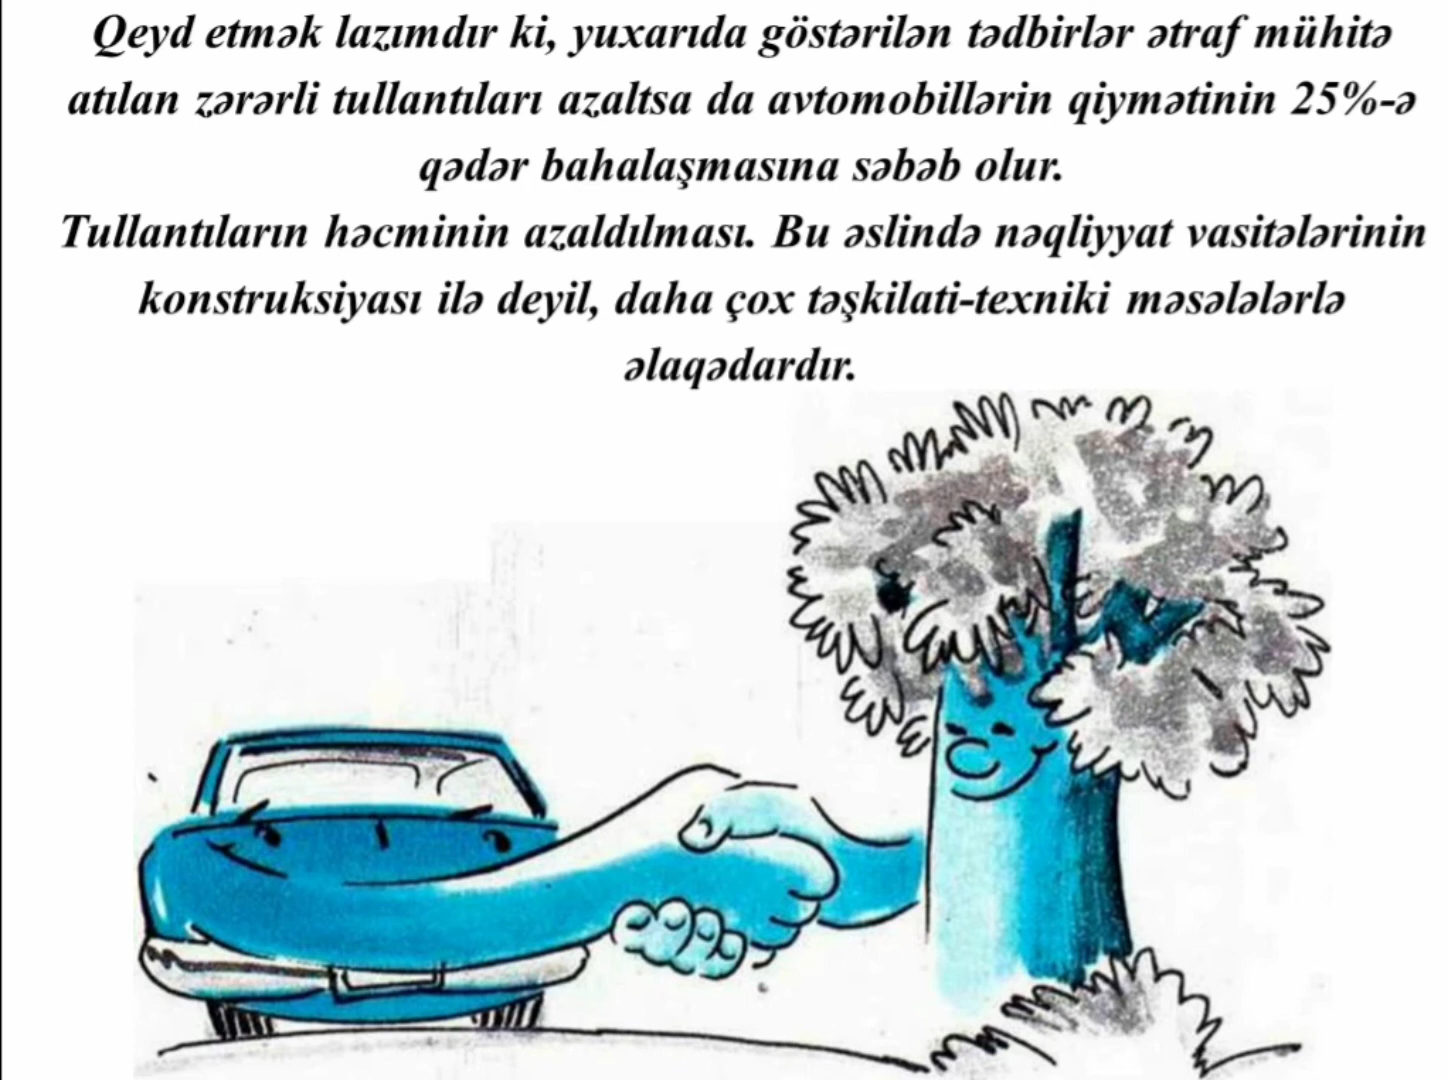 Qeyd etmək lazımdır ki, yuxarıda göstərilən tədbirlər ətraf mühitə
atılan zərərli tullantıları azaltsa da avtomobillərin qiymətinin 25%-ə
qədər bahalaşmasına səbəb olur.
Tullantıların həcminin azaldılması. Bu əslində nəqliyyat vasitələrinin
konstruksiyası ilə deyil, daha çox təşkilati-texniki məsələlərlə
əlaqədardır.